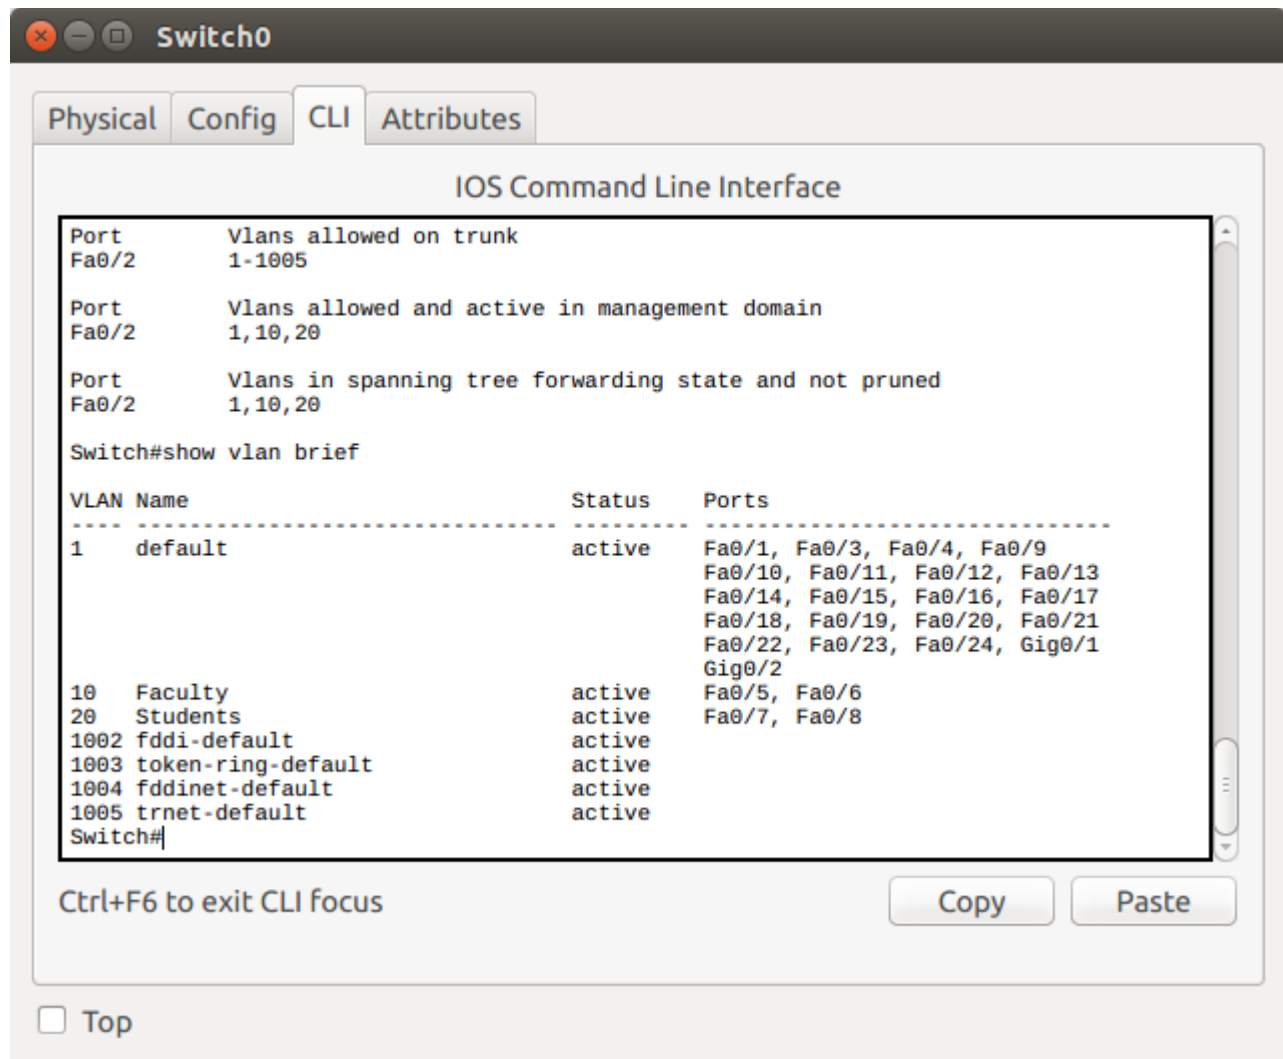 Switch0
Physical Config CLI Attributes
IOS Command Line Interface
Port        Vlans allowed on trunk
Fa0/2       1-1005
Port        Vlans allowed and active in management domain
Fa0/2       1,10,20
Port        Vlans in spanning tree forwarding state and not pruned
Fa0/2       1,10,20
Switch#show vlan brief
VLAN Name                             Status    Ports
---- -------------------------------- --------- -------------------------------
1    default                          active    Fa0/1, Fa0/3, Fa0/4, Fa0/9
                                                Fa0/10, Fa0/11, Fa0/12, Fa0/13
                                                Fa0/14, Fa0/15, Fa0/16, Fa0/17
                                                Fa0/18, Fa0/19, Fa0/20, Fa0/21
                                                Fa0/22, Fa0/23, Fa0/24, Gig0/1
                                                Gig0/2
10   Faculty                          active    Fa0/5, Fa0/6
20   Students                         active    Fa0/7, Fa0/8
1002 fddi-default                     active
1003 token-ring-default               active
1004 fddinet-default                  active
1005 trnet-default                    active
Switch#
Ctrl+F6 to exit CLI focus Copy Paste
Top